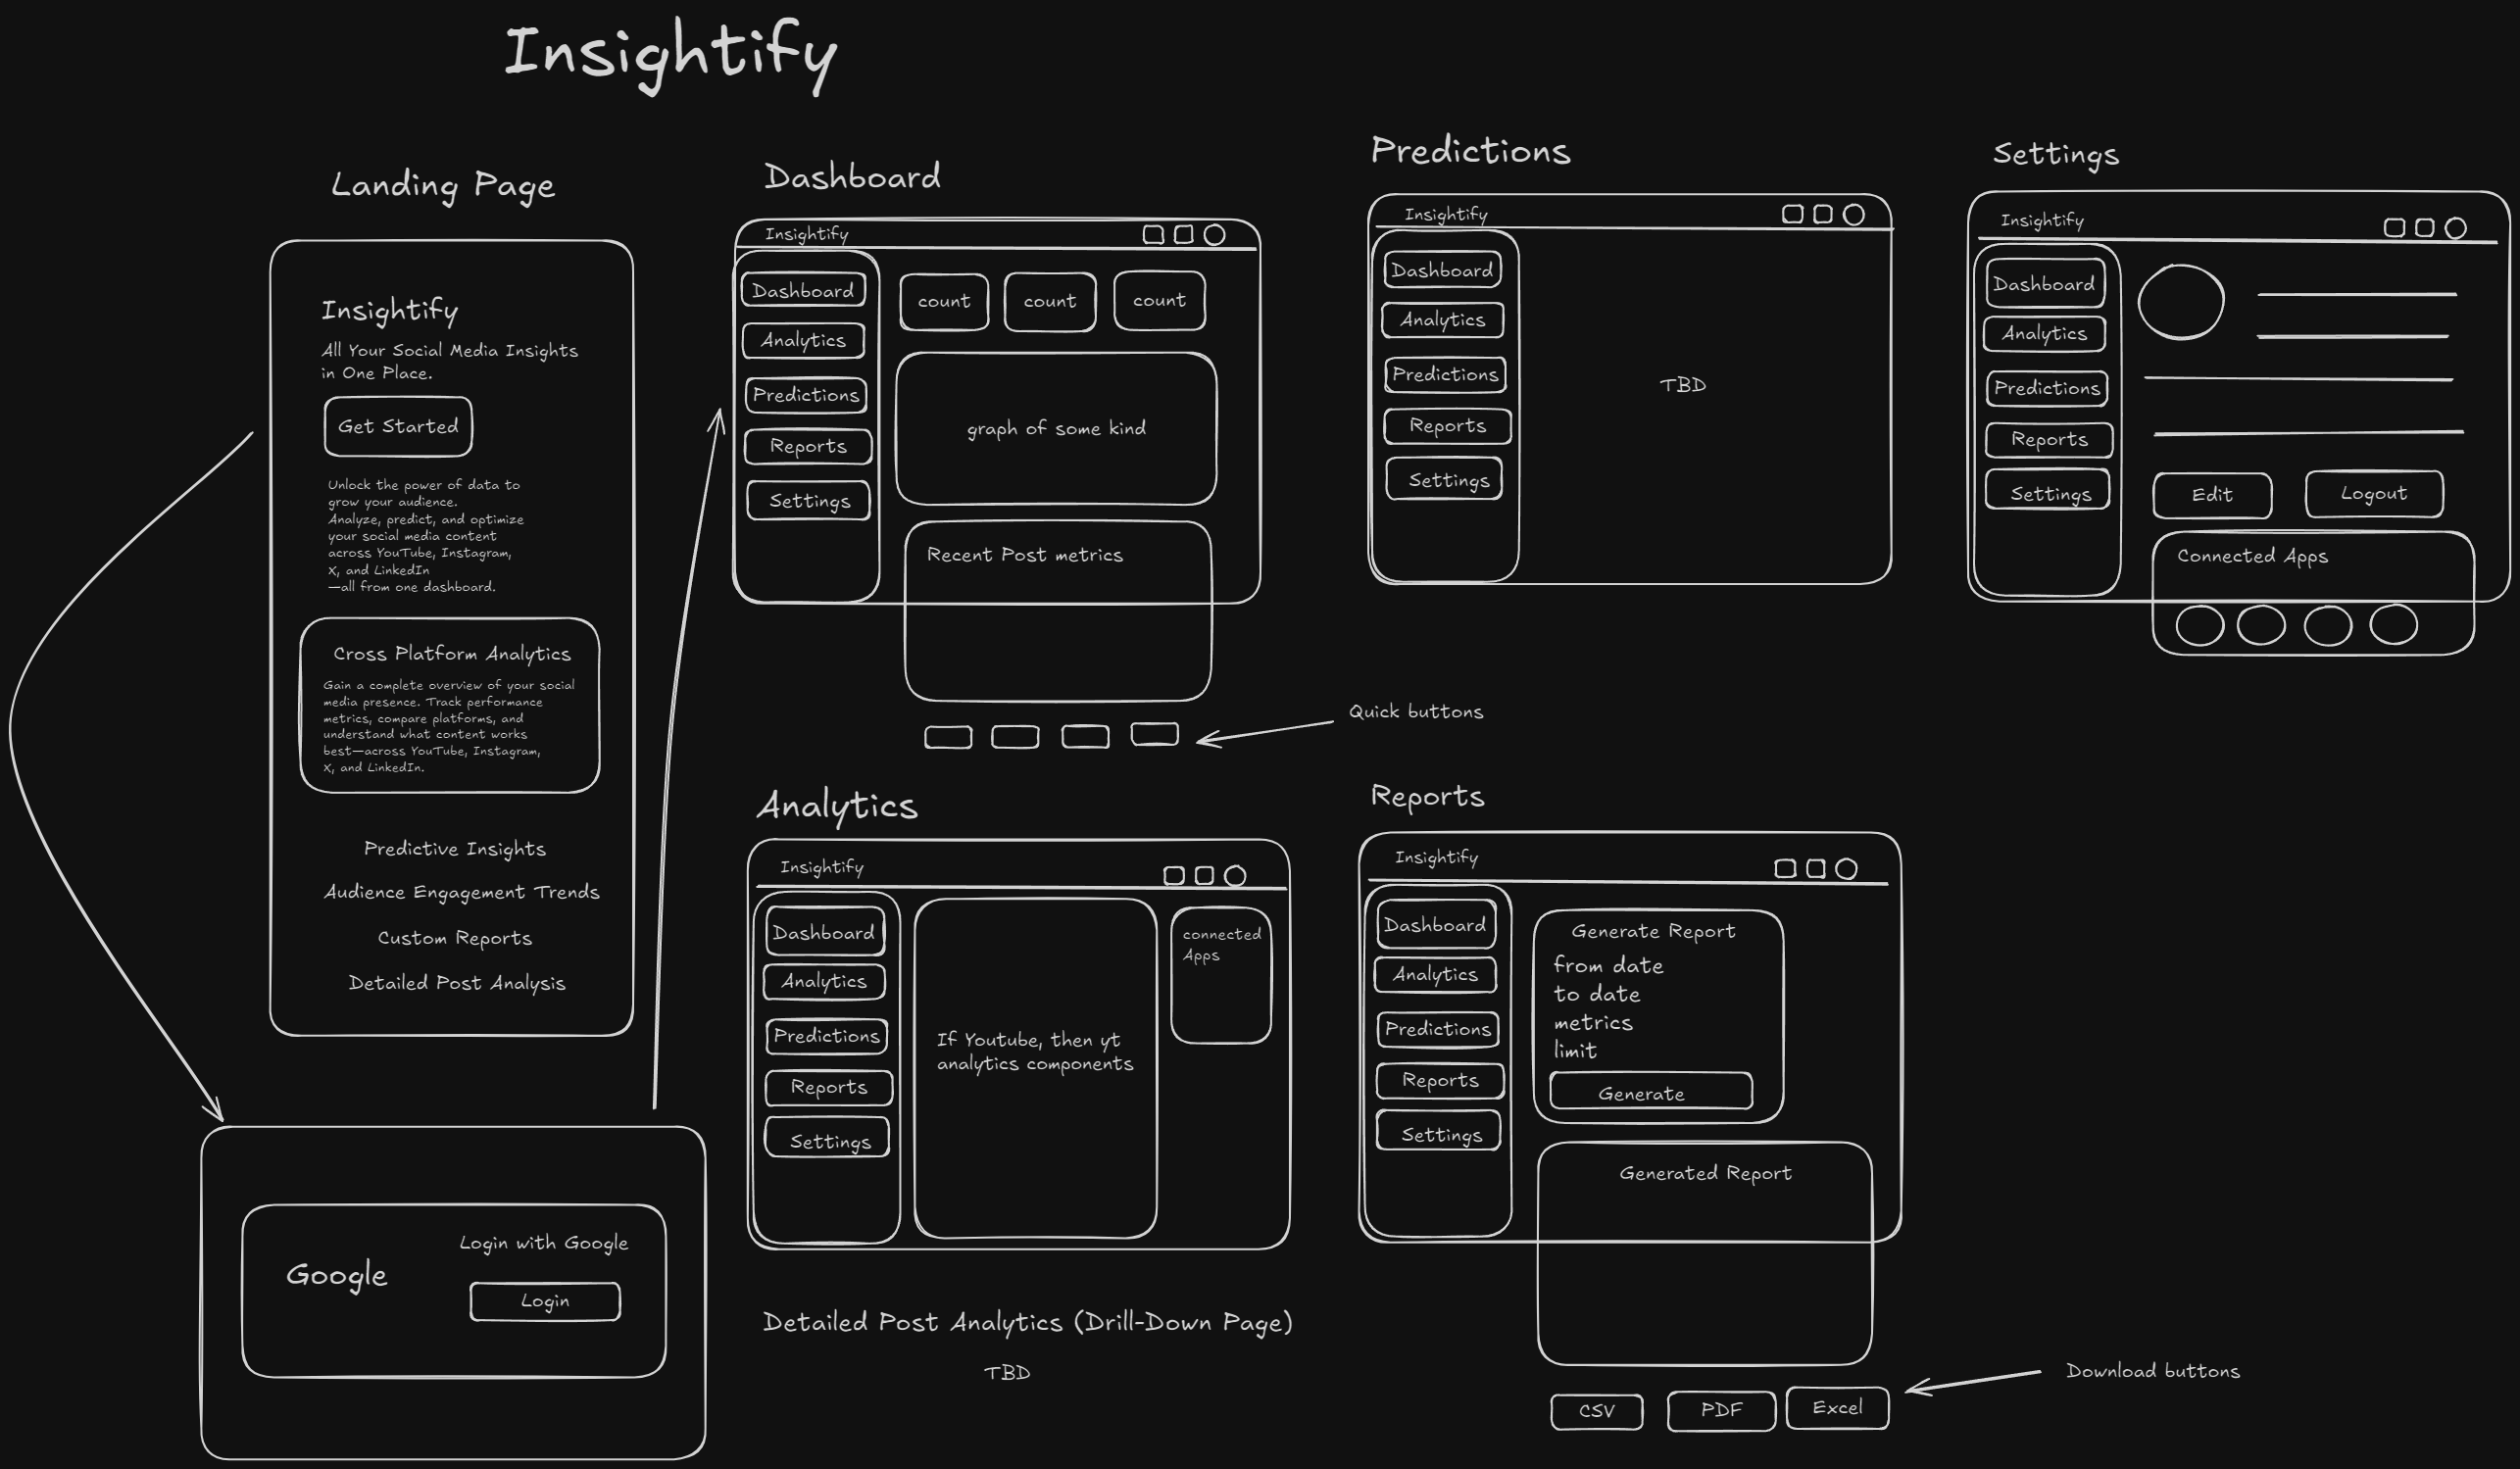 Insightify
Landing Page
Insightify
All Your Social Media Insights
in One Place.
Get Started
Unlock the power of data to
grow your audience.
Analyze, predict, and optimize
your social media content
across YouTube, Instagram,
X, and LinkedIn
—all from one dashboard.
Cross Platform Analytics
Gain a complete overview of your social
media presence. Track performance
metrics, compare platforms, and
understand what content works
best—across YouTube, Instagram,
X, and LinkedIn.
Predictive Insights
Audience Engagement Trends
Custom Reports
Detailed Post Analysis
Google
Login with Google
Login
Dashboard
Insightify
Dashboard
Analytics
Predictions
Reports
Settings
count
count
count
graph of some kind
Recent Post metrics
Quick buttons
Predictions
Insightify
Dashboard
Analytics
Predictions
Reports
Settings
TBD
Settings
Insightify
Dashboard
Analytics
Predictions
Reports
Settings
Edit
Logout
Connected Apps
Analytics
Insightify
Dashboard
Analytics
Predictions
Reports
Settings
If Youtube, then yt
analytics components
connected
Apps
Detailed Post Analytics (Drill-Down Page)
TBD
Reports
Insightify
Dashboard
Analytics
Predictions
Reports
Settings
Generate Report
from date
to date
metrics
limit
Generate
Generated Report
CSV
PDF
Excel
Download buttons